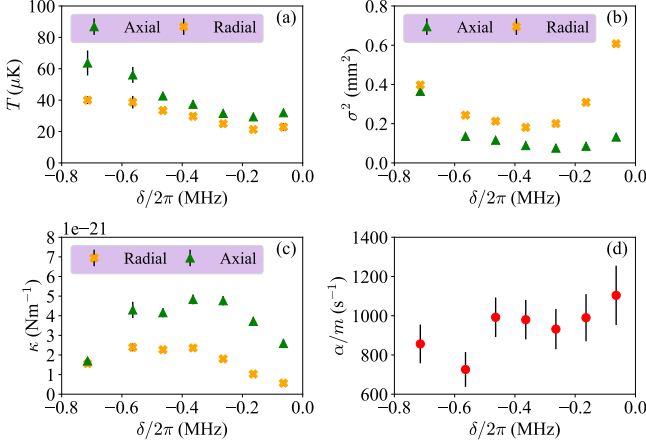 (a)
Axial Radial
T (μK)
100
80
60
40
20
0
−0.8 −0.6 −0.4 −0.2 0.0
δ/2π (MHz)
(b)
Axial Radial
σ² (mm²)
0.8
0.6
0.4
0.2
0.0
−0.8 −0.6 −0.4 −0.2 0.0
δ/2π (MHz)
1e−21
(c)
Radial Axial
κ (Nm⁻¹)
8
7
6
5
4
3
2
1
0
−0.8 −0.6 −0.4 −0.2 0.0
δ/2π (MHz)
(d)
α/m (s⁻¹)
1400
1200
1000
800
600
−0.8 −0.6 −0.4 −0.2 0.0
δ/2π (MHz)